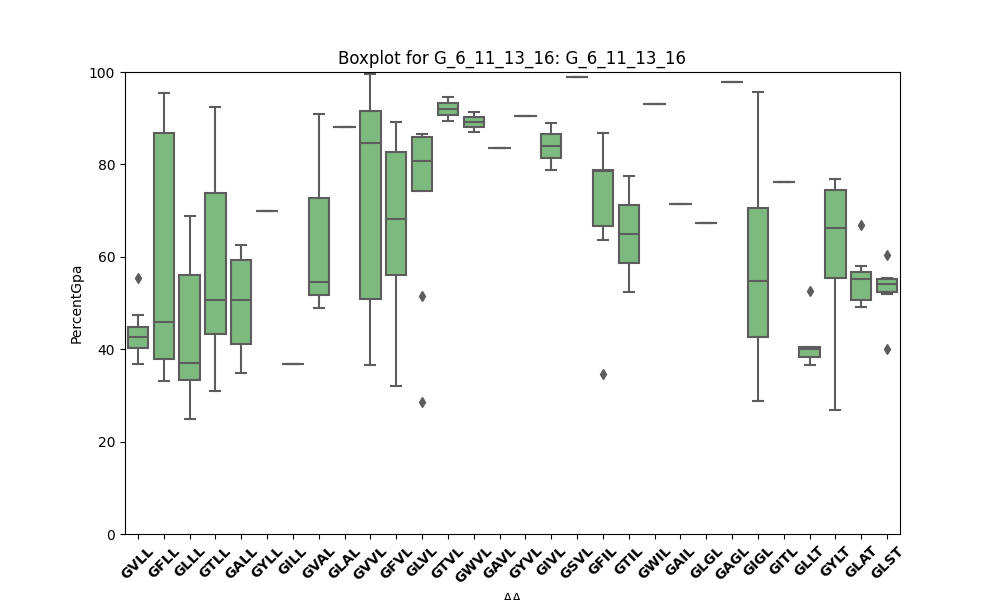 Boxplot for G_6_11_13_16: G_6_11_13_16
100
80
60
40
20
0
PercentGpa
GVLL GFLL GLLL GTLL GALL GYLL GILL GVAL GLAL GVVL GFVL GLVL GTVL GWVL GAVL GYVL GIVL GSVL GFIL GTIL GWIL GAIL GLGL GAGL GIGL GITL GLLT GYLT GLAT GLST
AA